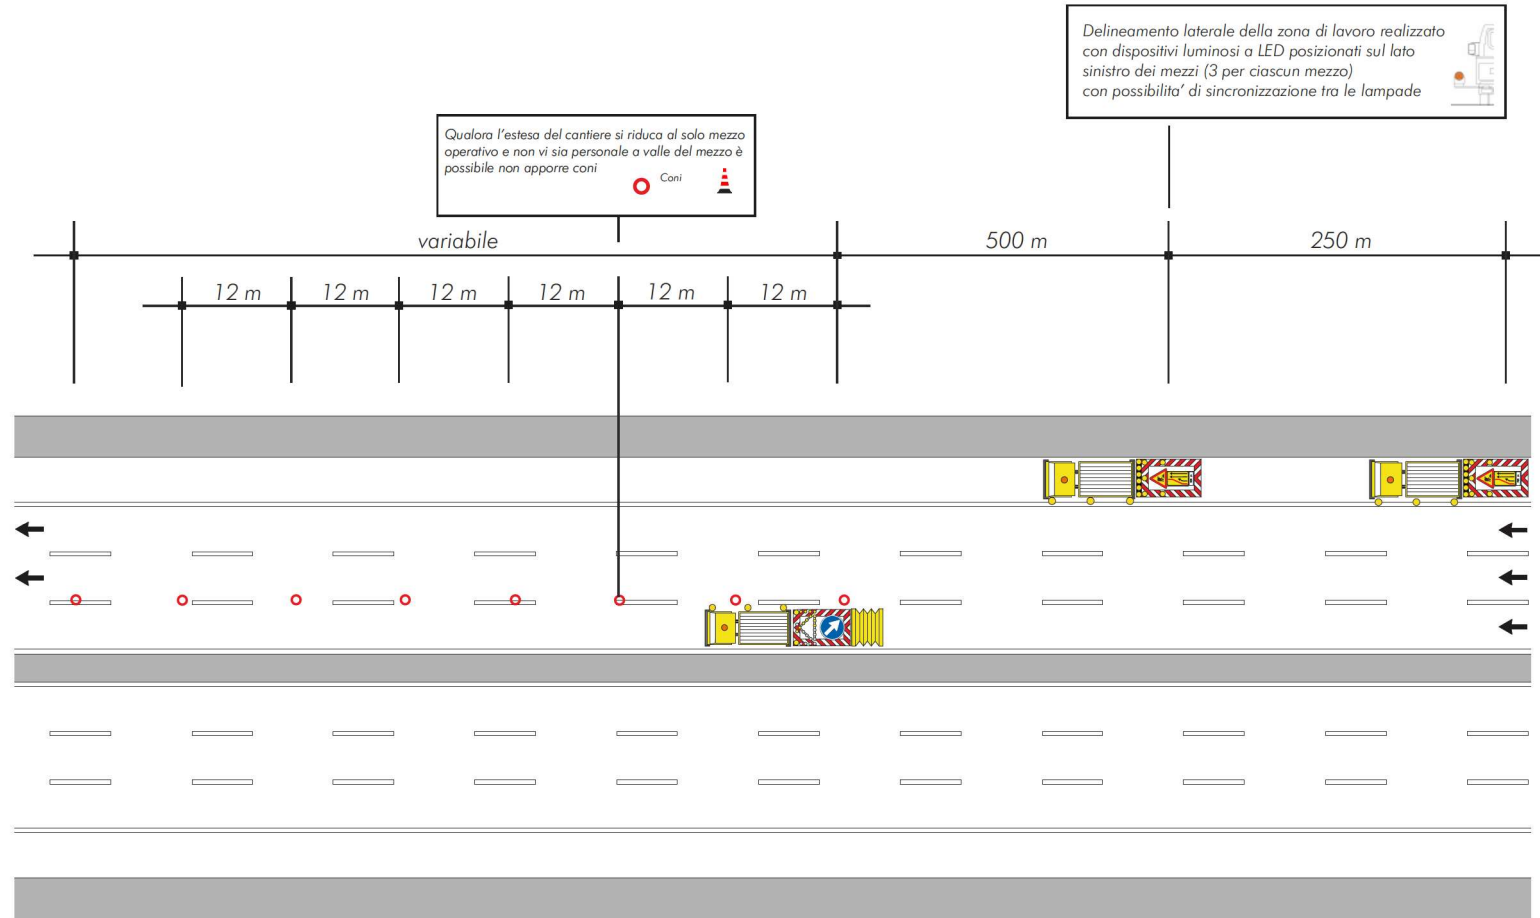 Delineamento laterale della zona di lavoro realizzato
con dispositivi luminosi a LED posizionati sul lato
sinistro dei mezzi (3 per ciascun mezzo)
con possibilita' di sincronizzazione tra le lampade
Qualora l'estesa del cantiere si riduca al solo mezzo
operativo e non vi sia personale a valle del mezzo è
possibile non apporre coni
Coni
variabile 500 m 250 m
12 m 12 m 12 m 12 m 12 m 12 m